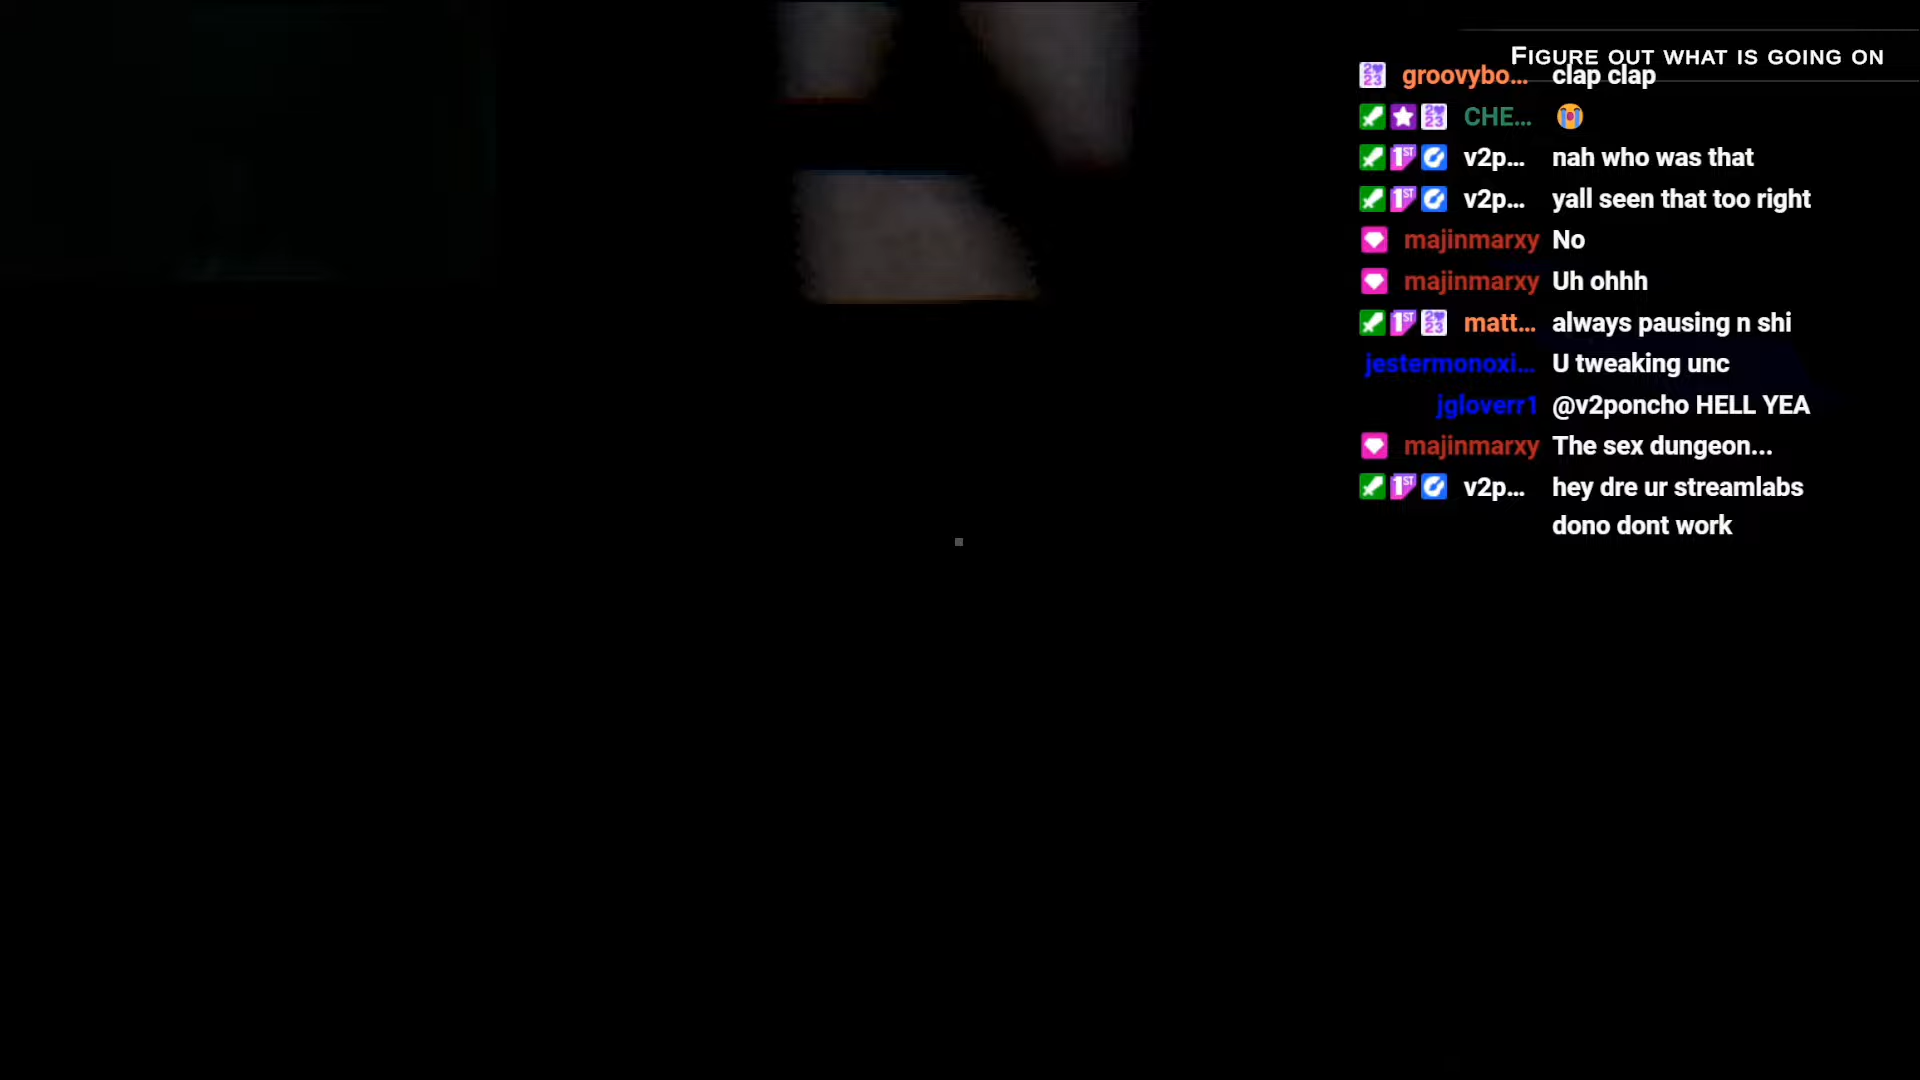 FIGURE OUT WHAT IS GOING ON
groovybo… clap clap
CHE… 😭
v2p… nah who was that
v2p… yall seen that too right
majinmarxy No
majinmarxy Uh ohhh
matt… always pausing n shi
jestermonoxi… U tweaking unc
jgloverr1 @v2poncho HELL YEA
majinmarxy The sex dungeon...
v2p… hey dre ur streamlabs
dono dont work